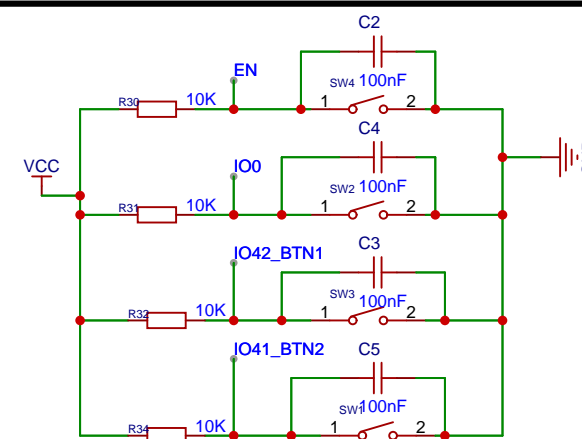 C2
EN
SW4 100nF
R30 10K 1 2
C4
VCC
IO0
SW2 100nF
R31 10K 1 2
C3
IO42_BTN1
SW3 100nF
R32 10K 1 2
IO41_BTN2 C5
SW1 100nF
R34 10K 1 2